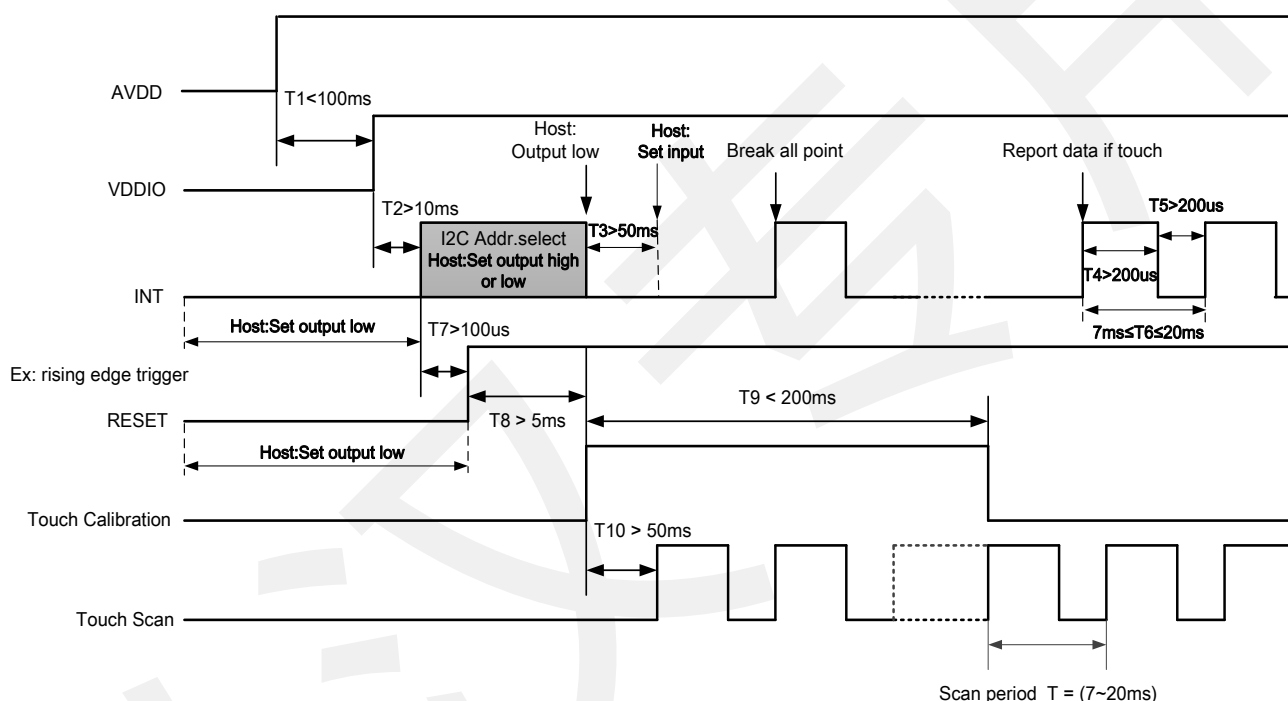 AVDD
T1<100ms
VDDIO
Host:
Output low
Host:
Set input
Break all point
Report data if touch
T2>10ms
I2C Addr.select
Host:Set output high
or low
T3>50ms
T5>200us
T4>200us
INT
Host:Set output low
T7>100us
7ms≤T6≤20ms
Ex: rising edge trigger
RESET
T8 > 5ms
T9 < 200ms
Host:Set output low
Touch Calibration
T10 > 50ms
Touch Scan
Scan period T = (7~20ms)